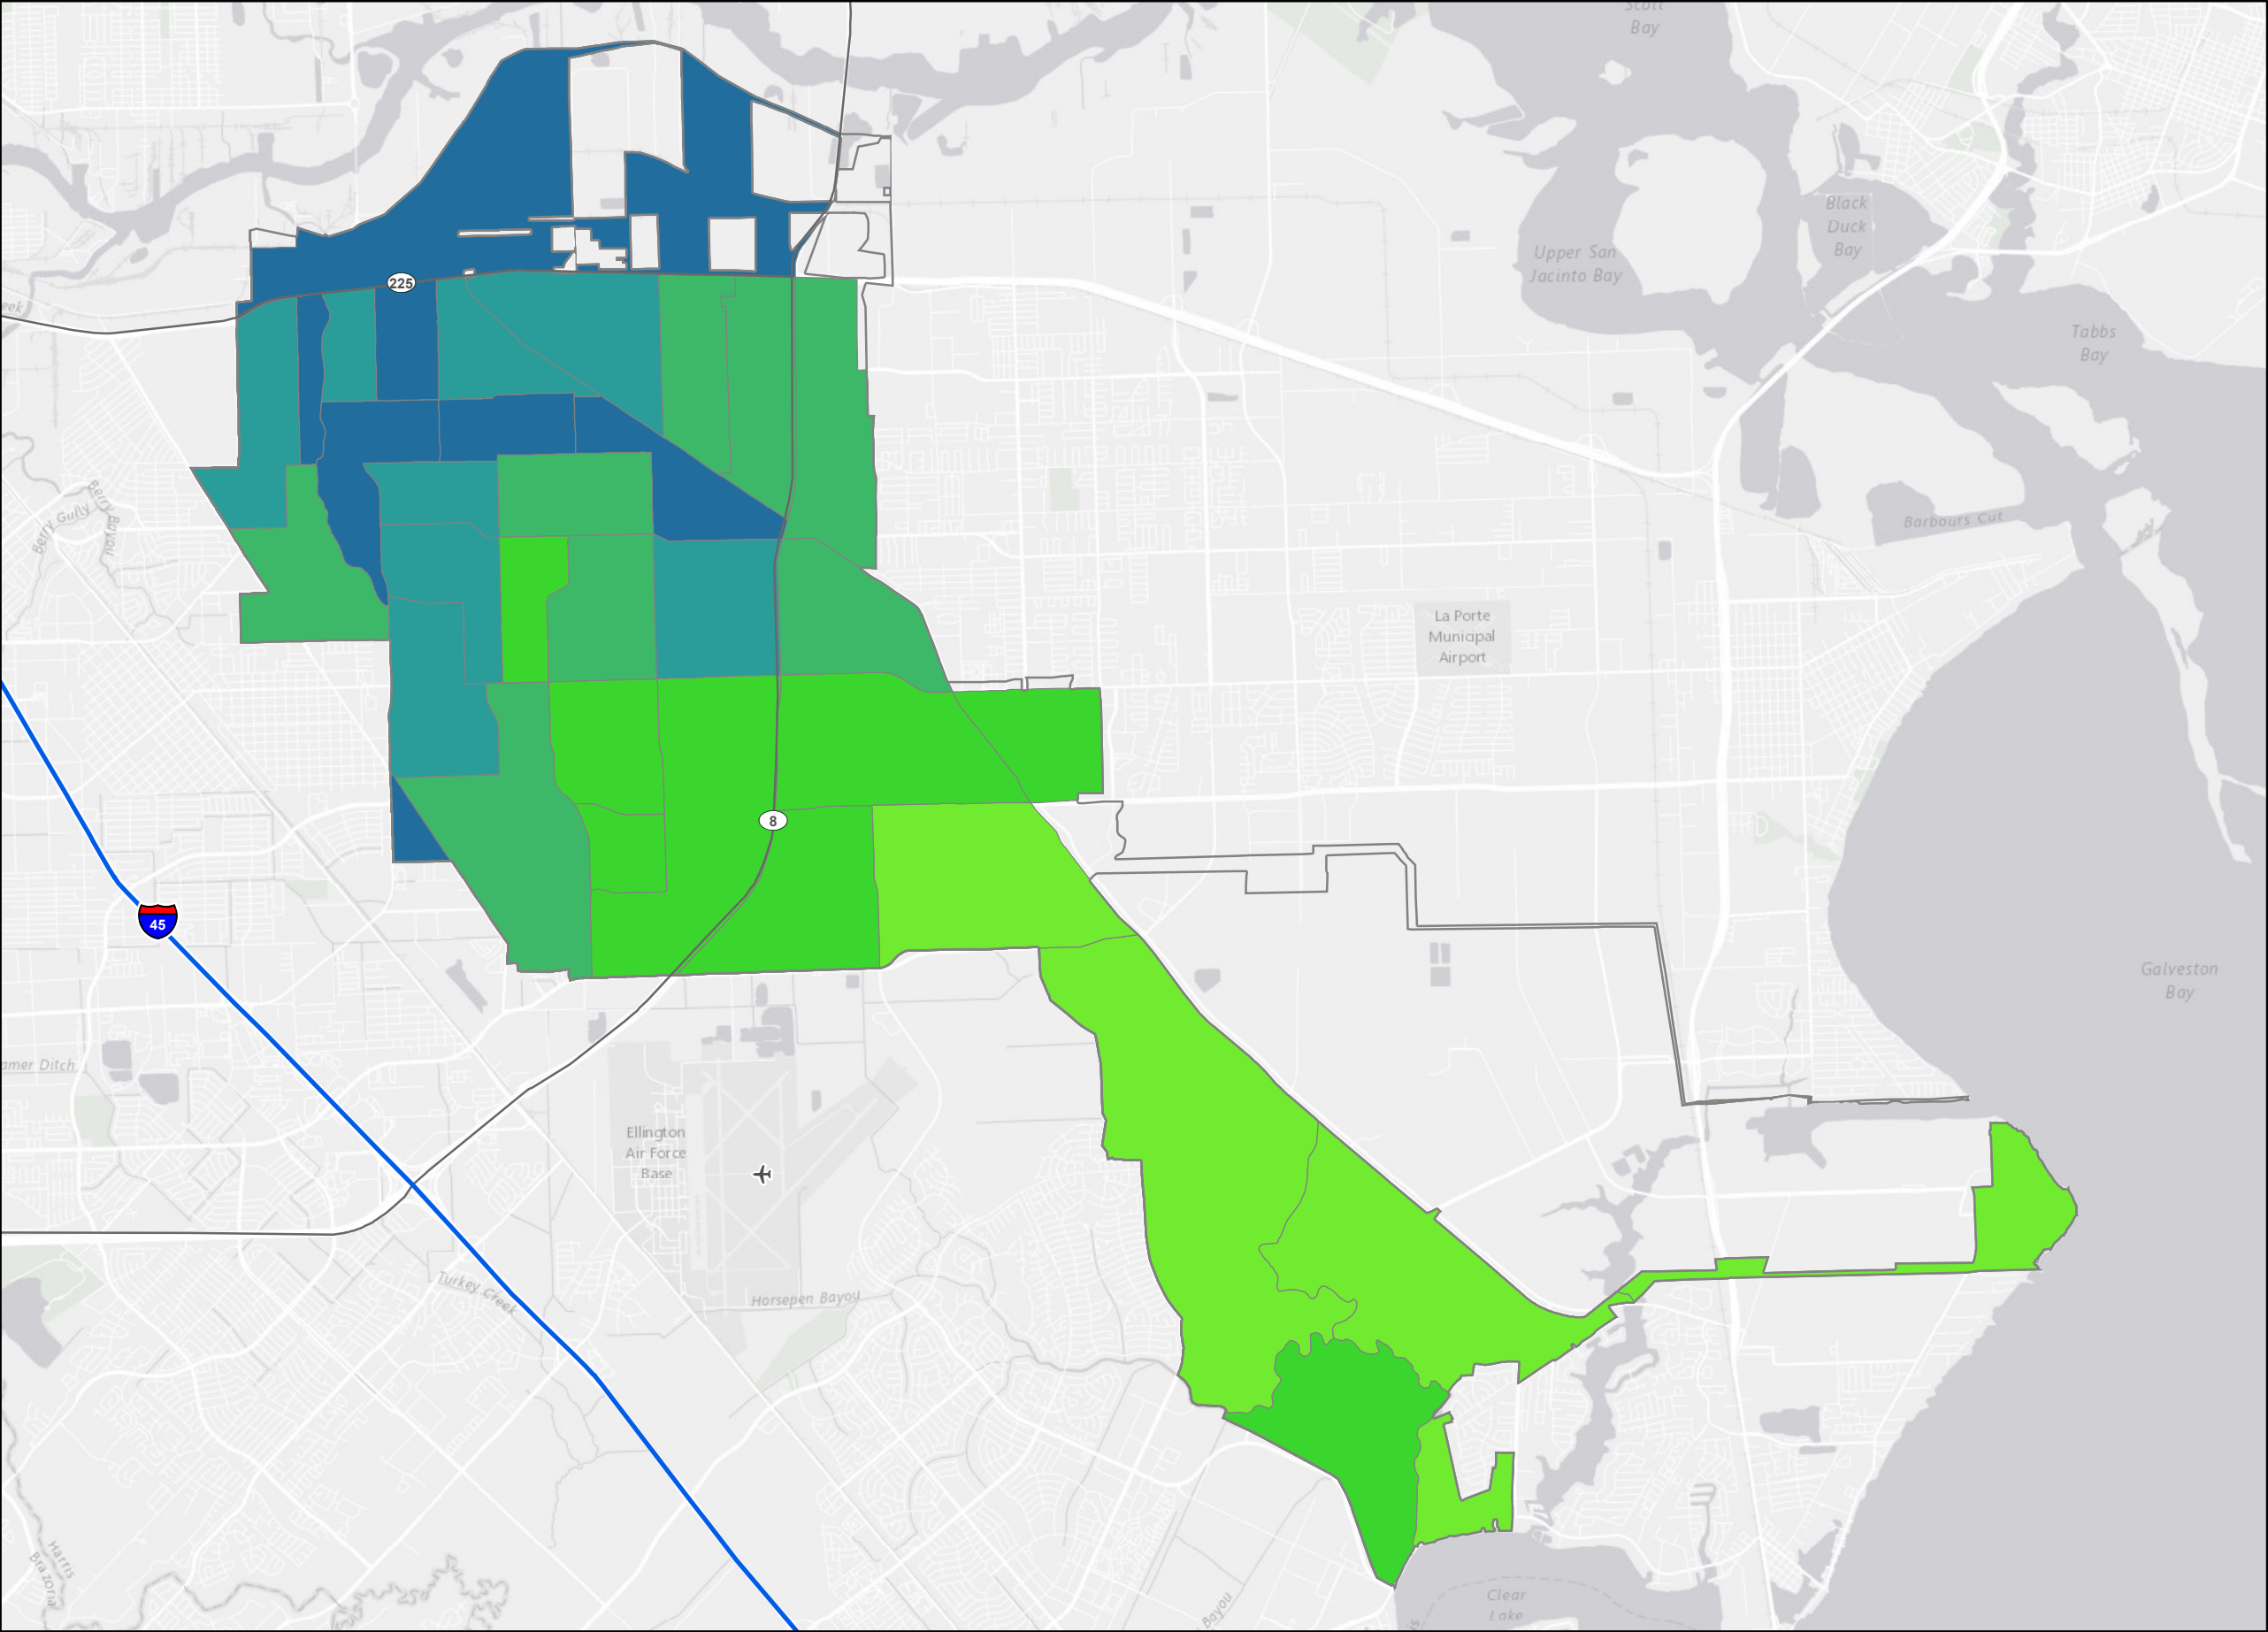 Scott
Bay
Black
Duck
Bay
Upper San
Jacinto Bay
225
eek
Tabbs
Bay
Berry Gully
Berry Bayou
Barbours Cut
La Porte
Municipal
Airport
8
45
Galveston
Bay
amer Ditch
Ellington
Air Force
Base
Turkey Creek
Horsepen Bayou
Harris
Brazoria
Bayou
Clear
Lake